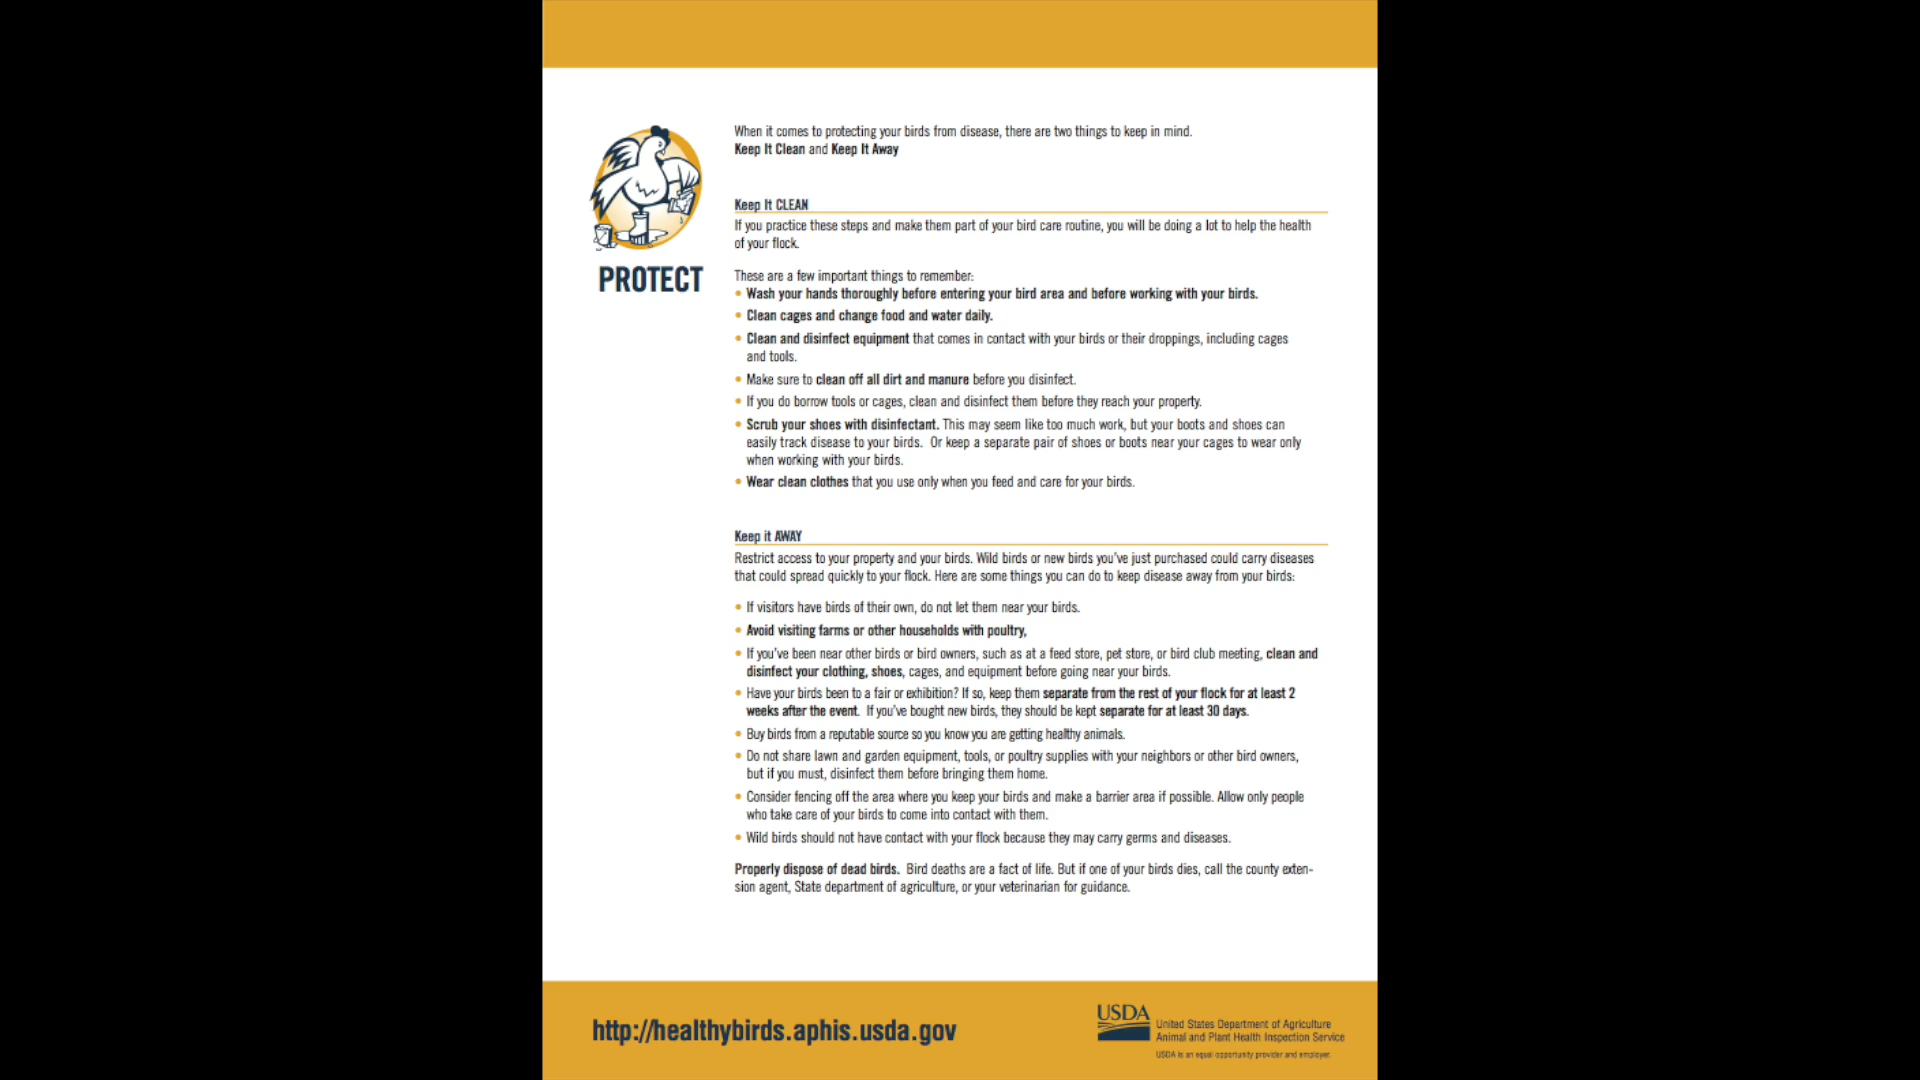 When it comes to protecting your birds from disease, there are two things to keep in mind.
Keep It Clean and Keep It Away
PROTECT
Keep It CLEAN
If you practice these steps and make them part of your bird care routine, you will be doing a lot to help the health
of your flock.
These are a few important things to remember:
• Wash your hands thoroughly before entering your bird area and before working with your birds.
• Clean cages and change food and water daily.
• Clean and disinfect equipment that comes in contact with your birds or their droppings, including cages
and tools.
• Make sure to clean off all dirt and manure before you disinfect.
• If you do borrow tools or cages, clean and disinfect them before they reach your property.
• Scrub your shoes with disinfectant. This may seem like too much work, but your boots and shoes can
easily track disease to your birds. Or keep a separate pair of shoes or boots near your cages to wear only
when working with your birds.
• Wear clean clothes that you use only when you feed and care for your birds.
Keep it AWAY
Restrict access to your property and your birds. Wild birds or new birds you've just purchased could carry diseases
that could spread quickly to your flock. Here are some things you can do to keep disease away from your birds:
• If visitors have birds of their own, do not let them near your birds.
• Avoid visiting farms or other households with poultry,
• If you've been near other birds or bird owners, such as at a feed store, pet store, or bird club meeting, clean and
disinfect your clothing, shoes, cages, and equipment before going near your birds.
• Have your birds been to a fair or exhibition? If so, keep them separate from the rest of your flock for at least 2
weeks after the event. If you've bought new birds, they should be kept separate for at least 30 days.
• Buy birds from a reputable source so you know you are getting healthy animals.
• Do not share lawn and garden equipment, tools, or poultry supplies with your neighbors or other bird owners,
but if you must, disinfect them before bringing them home.
• Consider fencing off the area where you keep your birds and make a barrier area if possible. Allow only people
who take care of your birds to come into contact with them.
• Wild birds should not have contact with your flock because they may carry germs and diseases.
Properly dispose of dead birds. Bird deaths are a fact of life. But if one of your birds dies, call the county exten-
sion agent, State department of agriculture, or your veterinarian for guidance.
http://healthybirds.aphis.usda.gov
USDA
United States Department of Agriculture
Animal and Plant Health Inspection Service
USDA is an equal opportunity provider and employer.